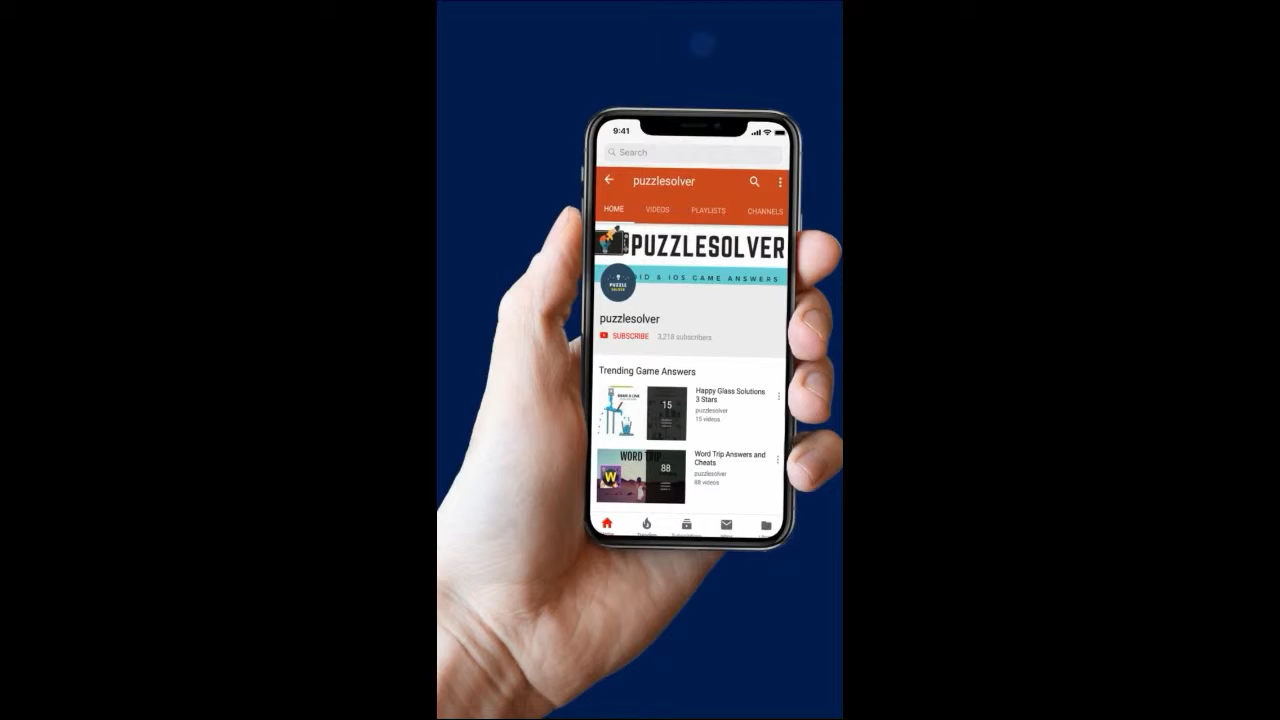 9:41
Search
puzzlesolver
HOME VIDEOS PLAYLISTS CHANNELS
PUZZLESOLVER
ID & IOS GAME ANSWERS
PUZZLE
SOLVER
puzzlesolver
SUBSCRIBE 3,218 subscribers
Trending Game Answers
15
Happy Glass Solutions
3 Stars
puzzlesolver
15 videos
WORD TRIP
W
88
Word Trip Answers and
Cheats
puzzlesolver
88 videos